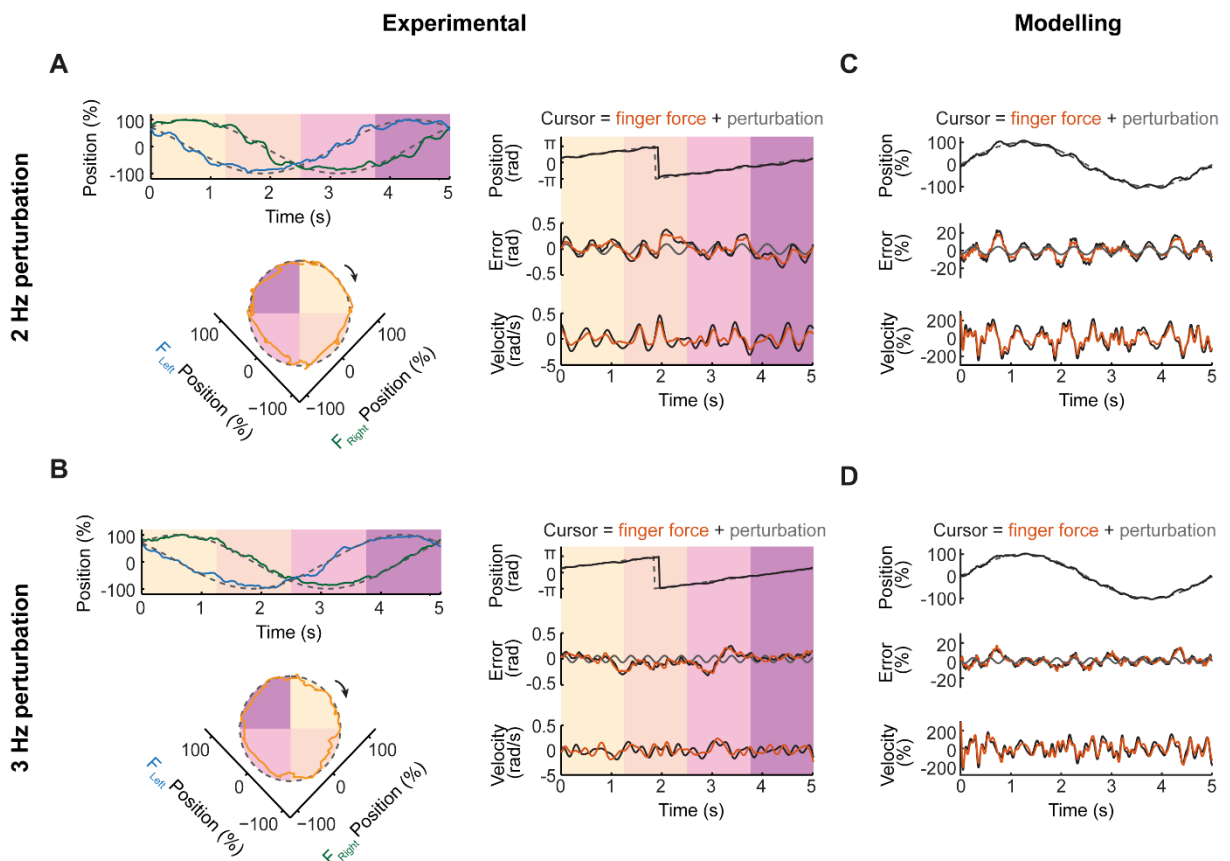 Experimental
Modelling
2 Hz perturbation
A
Position (%)
100
0
-100
0 1 2 3 4 5
Time (s)
100
0
−100
F Left Position (%)
100
0
−100
F Right Position (%)
Cursor = finger force + perturbation
Position (rad)
π
0
-π
Error (rad)
0.5
0
-0.5
Velocity (rad/s)
5
0
-5
0 1 2 3 4 5
Time (s)
C
Cursor = finger force + perturbation
Position (%)
100
0
-100
Error (%)
20
0
-20
Velocity (%)
200
0
-200
0 1 2 3 4 5
Time (s)
3 Hz perturbation
B
Position (%)
100
0
-100
0 1 2 3 4 5
Time (s)
100
0
−100
F Left Position (%)
100
0
−100
F Right Position (%)
Cursor = finger force + perturbation
Position (rad)
π
0
-π
Error (rad)
0.5
0
-0.5
Velocity (rad/s)
5
0
-5
0 1 2 3 4 5
Time (s)
D
Cursor = finger force + perturbation
Position (%)
100
0
-100
Error (%)
20
0
-20
Velocity (%)
200
0
-200
0 1 2 3 4 5
Time (s)